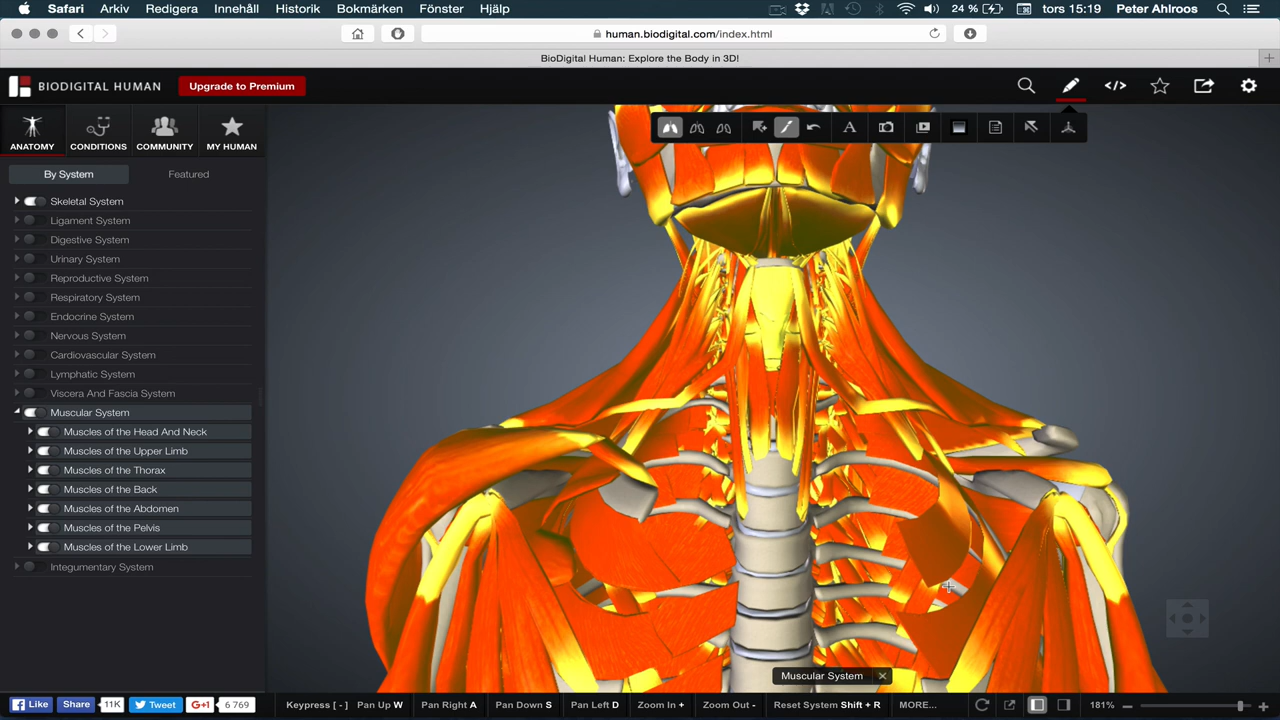 Safari Arkiv Redigera Innehåll Historik Bokmärken Fönster Hjälp 24 % tors 15:19 Peter Ahlroos
human.biodigital.com/index.html
BioDigital Human: Explore the Body in 3D!
BIODIGITAL HUMAN Upgrade to Premium
ANATOMY CONDITIONS COMMUNITY MY HUMAN
A
By System Featured
Skeletal System
Ligament System
Digestive System
Urinary System
Reproductive System
Respiratory System
Endocrine System
Nervous System
Cardiovascular System
Lymphatic System
Viscera And Fascia System
Muscular System
Muscles of the Head And Neck
Muscles of the Upper Limb
Muscles of the Thorax
Muscles of the Back
Muscles of the Abdomen
Muscles of the Pelvis
Muscles of the Lower Limb
Integumentary System
Muscular System
Like Share 11K Tweet G+1 6 769 Keypress [ - ] Pan Up W Pan Right A Pan Down S Pan Left D Zoom In + Zoom Out - Reset System Shift + R MORE... 181%